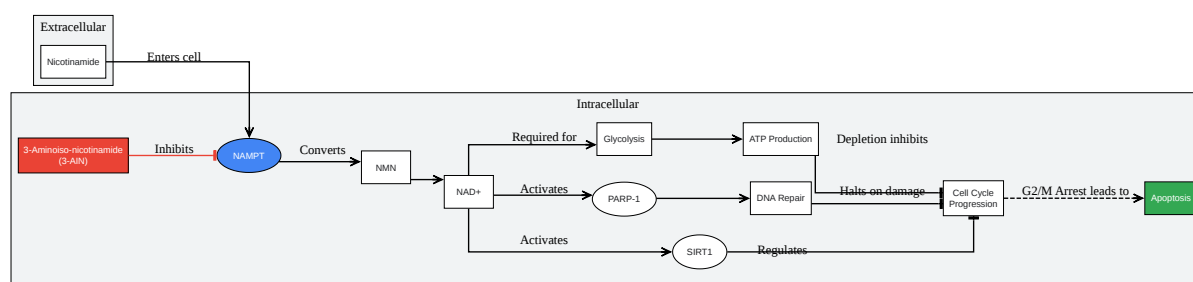 Extracellular
Nicotinamide
Enters cell
Intracellular
3-Aminoiso-nicotinamide
(3-AIN)
Inhibits
NAMPT
Converts
NMN
NAD+
Required for
Glycolysis
ATP Production
Depletion inhibits
Activates
PARP-1
DNA Repair
Halts on damage
Cell Cycle
Progression
G2/M Arrest leads to
Apoptosis
Activates
SIRT1
Regulates